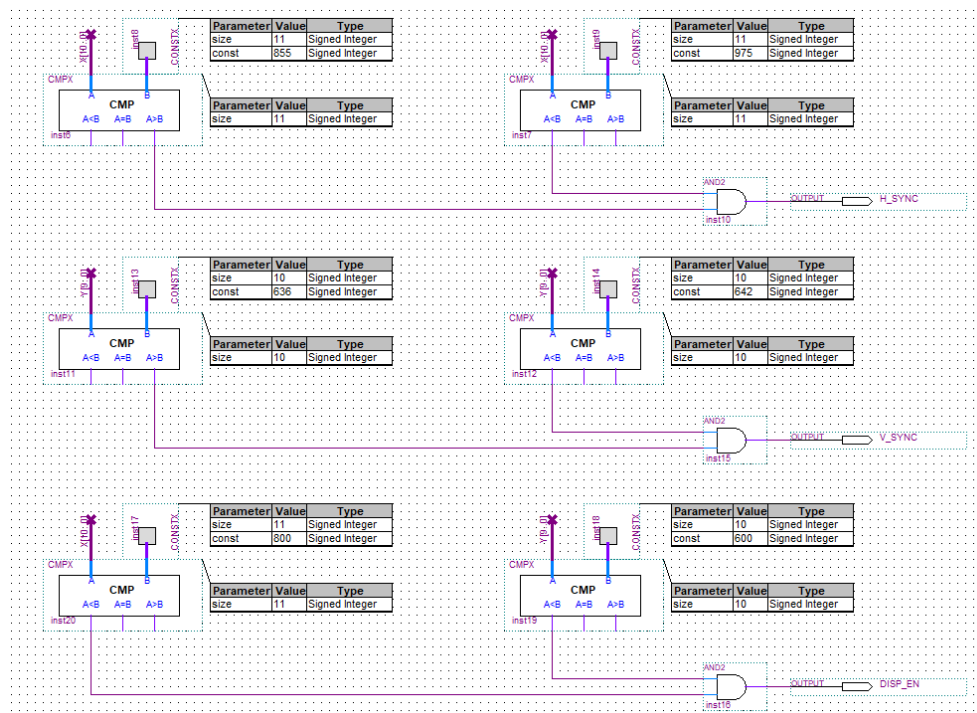 X[10..0]
inst8
CONSTX
Parameter Value Type
size 11 Signed Integer
const 855 Signed Integer
CMPX
A B
CMP
A<B A=B A>B
inst6
Parameter Value Type
size 11 Signed Integer
X[10..0]
inst9
CONSTX
Parameter Value Type
size 11 Signed Integer
const 975 Signed Integer
CMPX
A B
CMP
A<B A=B A>B
inst7
Parameter Value Type
size 11 Signed Integer
AND2
inst10
OUTPUT H_SYNC
Y[9..0]
inst13
CONSTX
Parameter Value Type
size 10 Signed Integer
const 636 Signed Integer
CMPX
A B
CMP
A<B A=B A>B
inst11
Parameter Value Type
size 10 Signed Integer
Y[9..0]
inst14
CONSTX
Parameter Value Type
size 10 Signed Integer
const 642 Signed Integer
CMPX
A B
CMP
A<B A=B A>B
inst12
Parameter Value Type
size 10 Signed Integer
AND2
inst15
OUTPUT V_SYNC
X[10..0]
inst17
CONSTX
Parameter Value Type
size 11 Signed Integer
const 800 Signed Integer
CMPX
A B
CMP
A<B A=B A>B
inst20
Parameter Value Type
size 11 Signed Integer
Y[9..0]
inst18
CONSTX
Parameter Value Type
size 10 Signed Integer
const 600 Signed Integer
CMPX
A B
CMP
A<B A=B A>B
inst19
Parameter Value Type
size 10 Signed Integer
AND2
inst16
OUTPUT DISP_EN